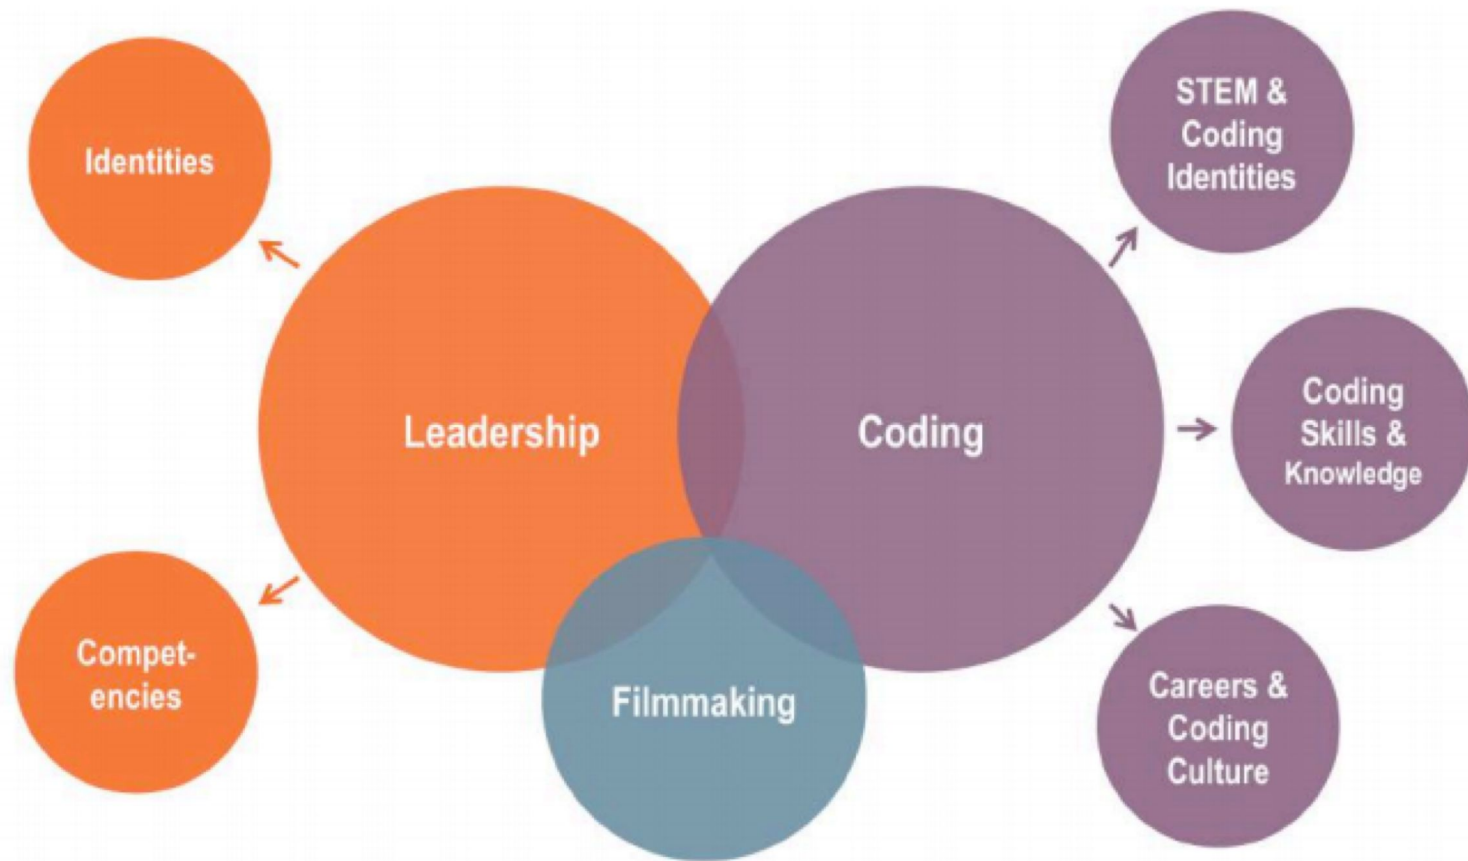 Identities
Compet-
encies
Leadership
Filmmaking
Coding
STEM &
Coding
Identities
Coding
Skills &
Knowledge
Careers &
Coding
Culture